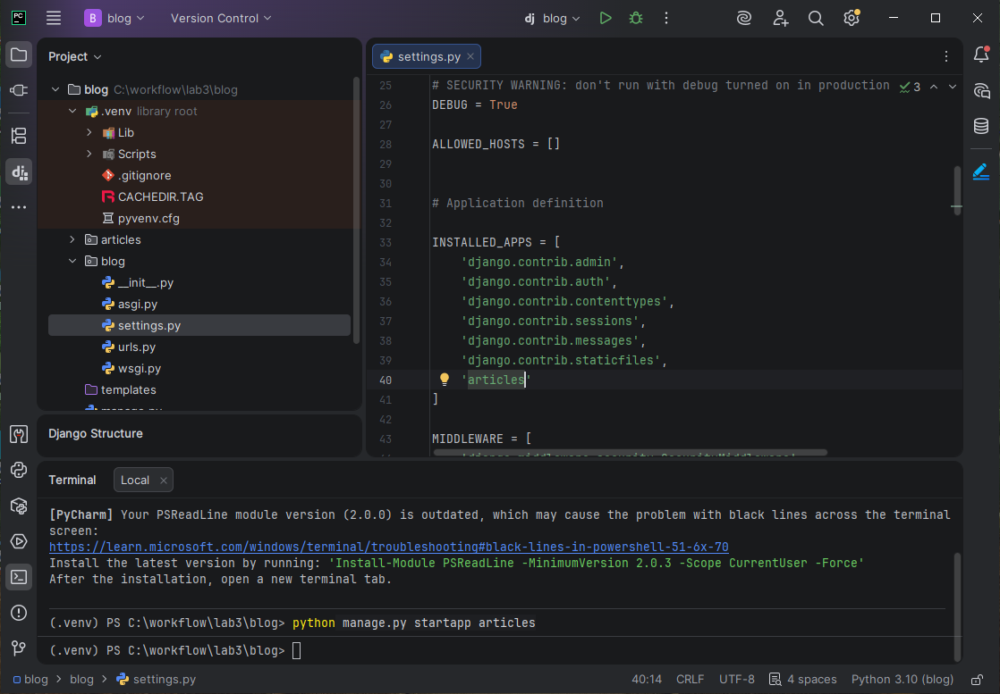 PC
B blog
Version Control
dj blog
Project
settings.py
blog C:\workflow\lab3\blog
.venv library root
Lib
Scripts
.gitignore
CACHEDIR.TAG
pyvenv.cfg
articles
blog
__init__.py
asgi.py
settings.py
urls.py
wsgi.py
templates
manage.py
Django Structure
3
25 # SECURITY WARNING: don't run with debug turned on in production
26 DEBUG = True
27
28 ALLOWED_HOSTS = []
29
30
31 # Application definition
32
33 INSTALLED_APPS = [
34 'django.contrib.admin',
35 'django.contrib.auth',
36 'django.contrib.contenttypes',
37 'django.contrib.sessions',
38 'django.contrib.messages',
39 'django.contrib.staticfiles',
40 'articles'
41 ]
42
43 MIDDLEWARE = [
'django.middleware.security.SecurityMiddleware'
Terminal
Local
[PyCharm] Your PSReadLine module version (2.0.0) is outdated, which may cause the problem with black lines across the terminal
screen:
https://learn.microsoft.com/windows/terminal/troubleshooting#black-lines-in-powershell-51-6x-70
Install the latest version by running: 'Install-Module PSReadLine -MinimumVersion 2.0.3 -Scope CurrentUser -Force'
After the installation, open a new terminal tab.
(.venv) PS C:\workflow\lab3\blog> python manage.py startapp articles
(.venv) PS C:\workflow\lab3\blog>
blog > blog > settings.py
40:14
CRLF
UTF-8
4 spaces
Python 3.10 (blog)